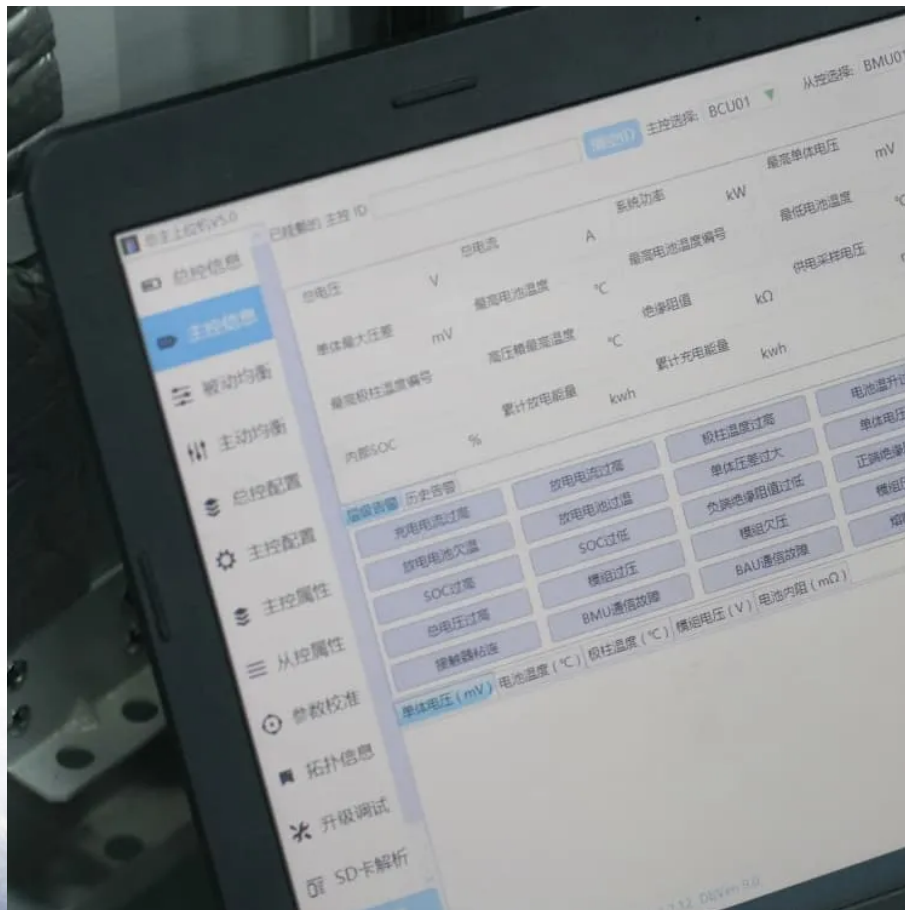 总主上位机V5.0
已挂载的 主控 ID
主控选择: BCU01
从控选择: BMU01
总控信息
主控信息
被动均衡
主动均衡
总控配置
主控配置
主控属性
从控属性
参数校准
拓扑信息
升级调试
SD卡解析
总电压 V 总电流 A 系统功率 kW 最高单体电压 mV
单体最大压差 mV 最高电池温度 ℃ 最高电池温度编号 最低电池温度 ℃
最高极柱温度编号 高压箱最高温度 ℃ 绝缘阻值 kΩ 供电采样电压
内部SOC % 累计放电能量 kwh 累计充电能量 kwh
层级告警 历史告警
充电电流过高 放电电流过高 极柱温度过高 电池温升过
放电电池欠温 放电电池过温 单体压差过大 单体电压
SOC过高 SOC过低 负端绝缘阻值过低 正端绝缘
总电压过高 模组过压 模组欠压 模组
接触器粘连 BMU通信故障 BAU通信故障
单体电压 ( mV ) 电池温度 ( ℃ ) 极柱温度 ( ℃ ) 模组电压 ( V ) 电池内阻 ( mΩ )